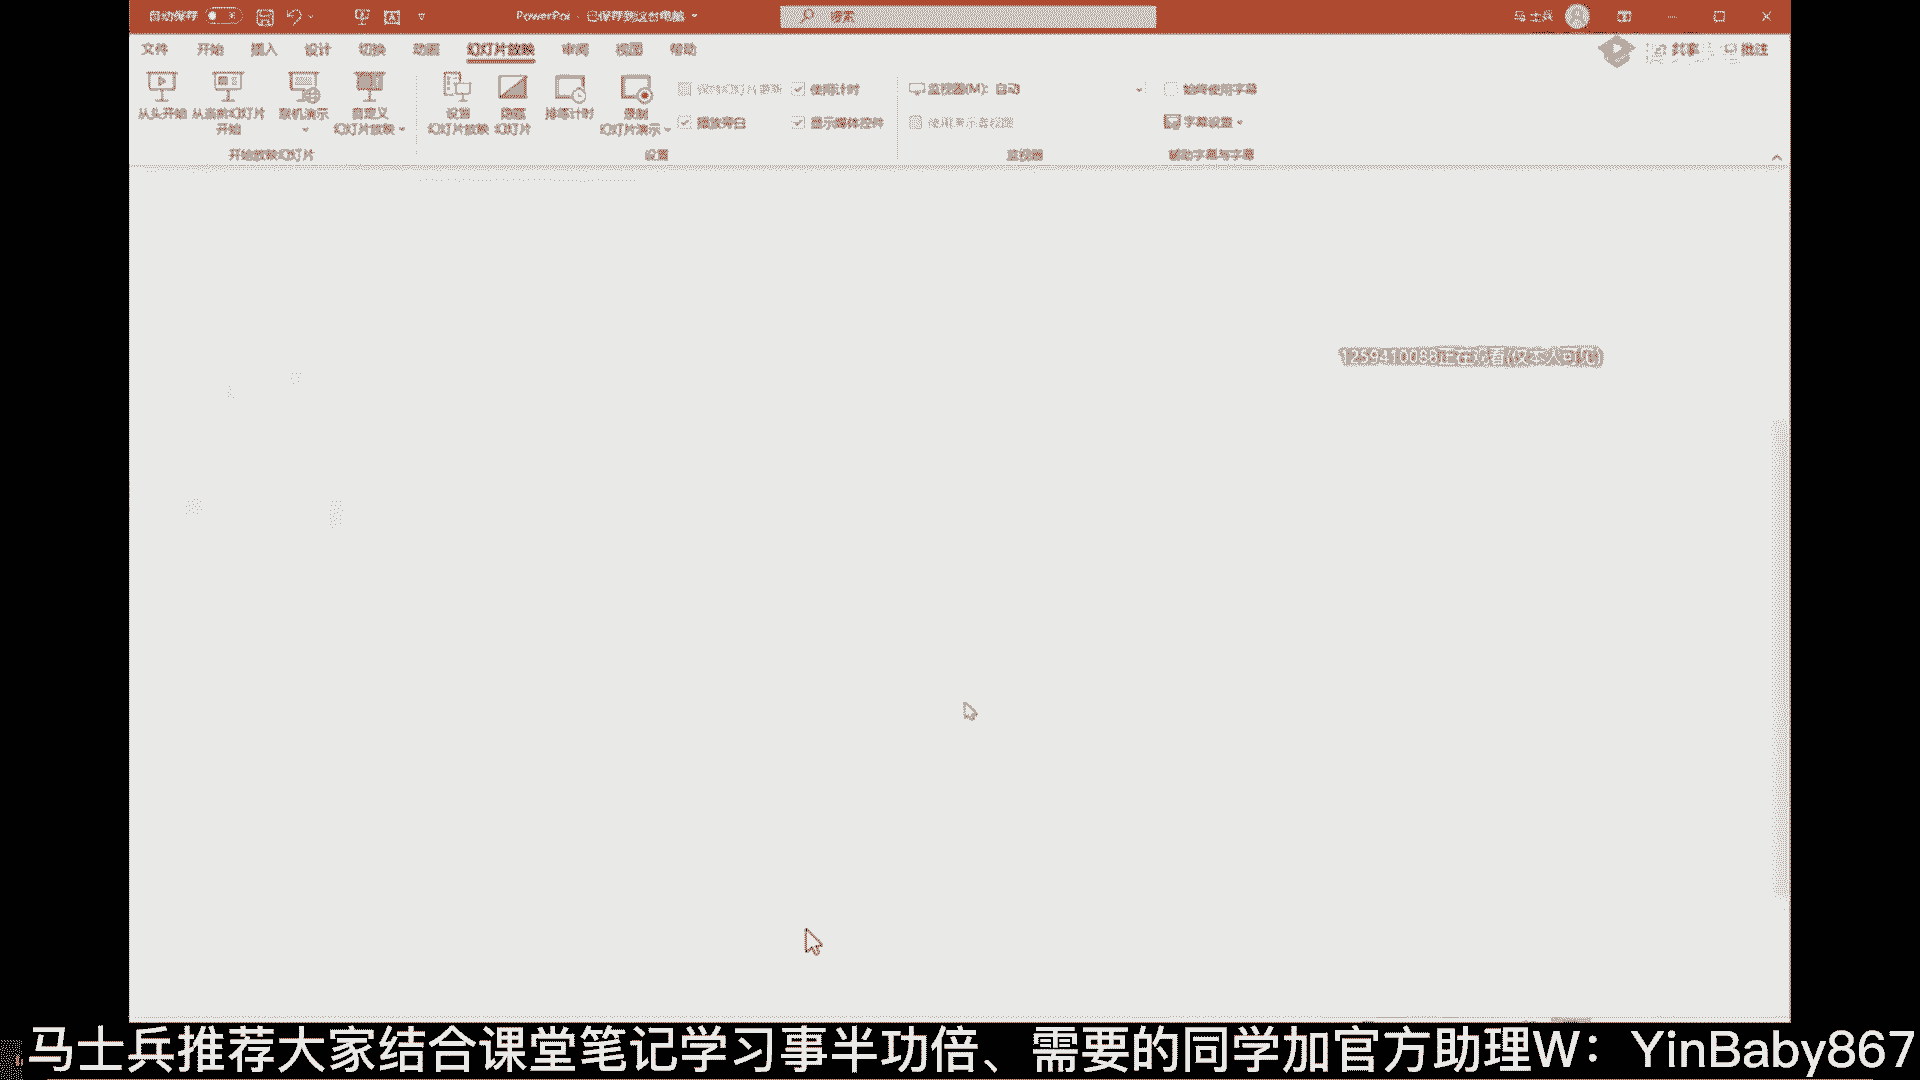 自动保存
PowerPoi - 已保存到这台电脑
搜索
马 士兵
文件 开始 插入 设计 切换 动画 幻灯片放映 审阅 视图 帮助
共享 批注
从头开始
从当前幻灯片
开始
联机演示
自定义
幻灯片放映
设置
幻灯片放映
隐藏
幻灯片
排练计时
录制
幻灯片演示
保持幻灯片更新
使用计时
播放旁白
显示媒体控件
监视器(M): 自动
使用演示者视图
始终使用字幕
字幕设置
开始放映幻灯片
设置
监视器
辅助字幕与字幕
1259410088正在观看(仅本人可见)
马士兵推荐大家结合课堂笔记学习事半功倍、需要的同学加官方助理W：YinBaby867